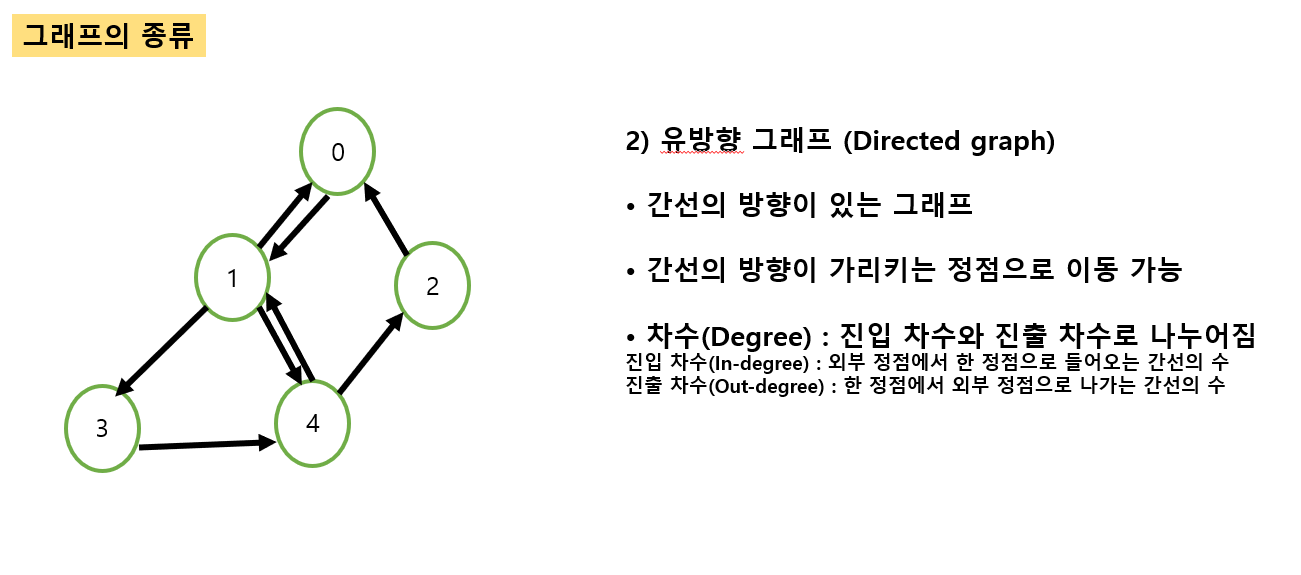 그래프의 종류
2) 유방향 그래프 (Directed graph)
• 간선의 방향이 있는 그래프
• 간선의 방향이 가리키는 정점으로 이동 가능
• 차수(Degree) : 진입 차수와 진출 차수로 나누어짐
진입 차수(In-degree) : 외부 정점에서 한 정점으로 들어오는 간선의 수
진출 차수(Out-degree) : 한 정점에서 외부 정점으로 나가는 간선의 수
0
1
2
3
4